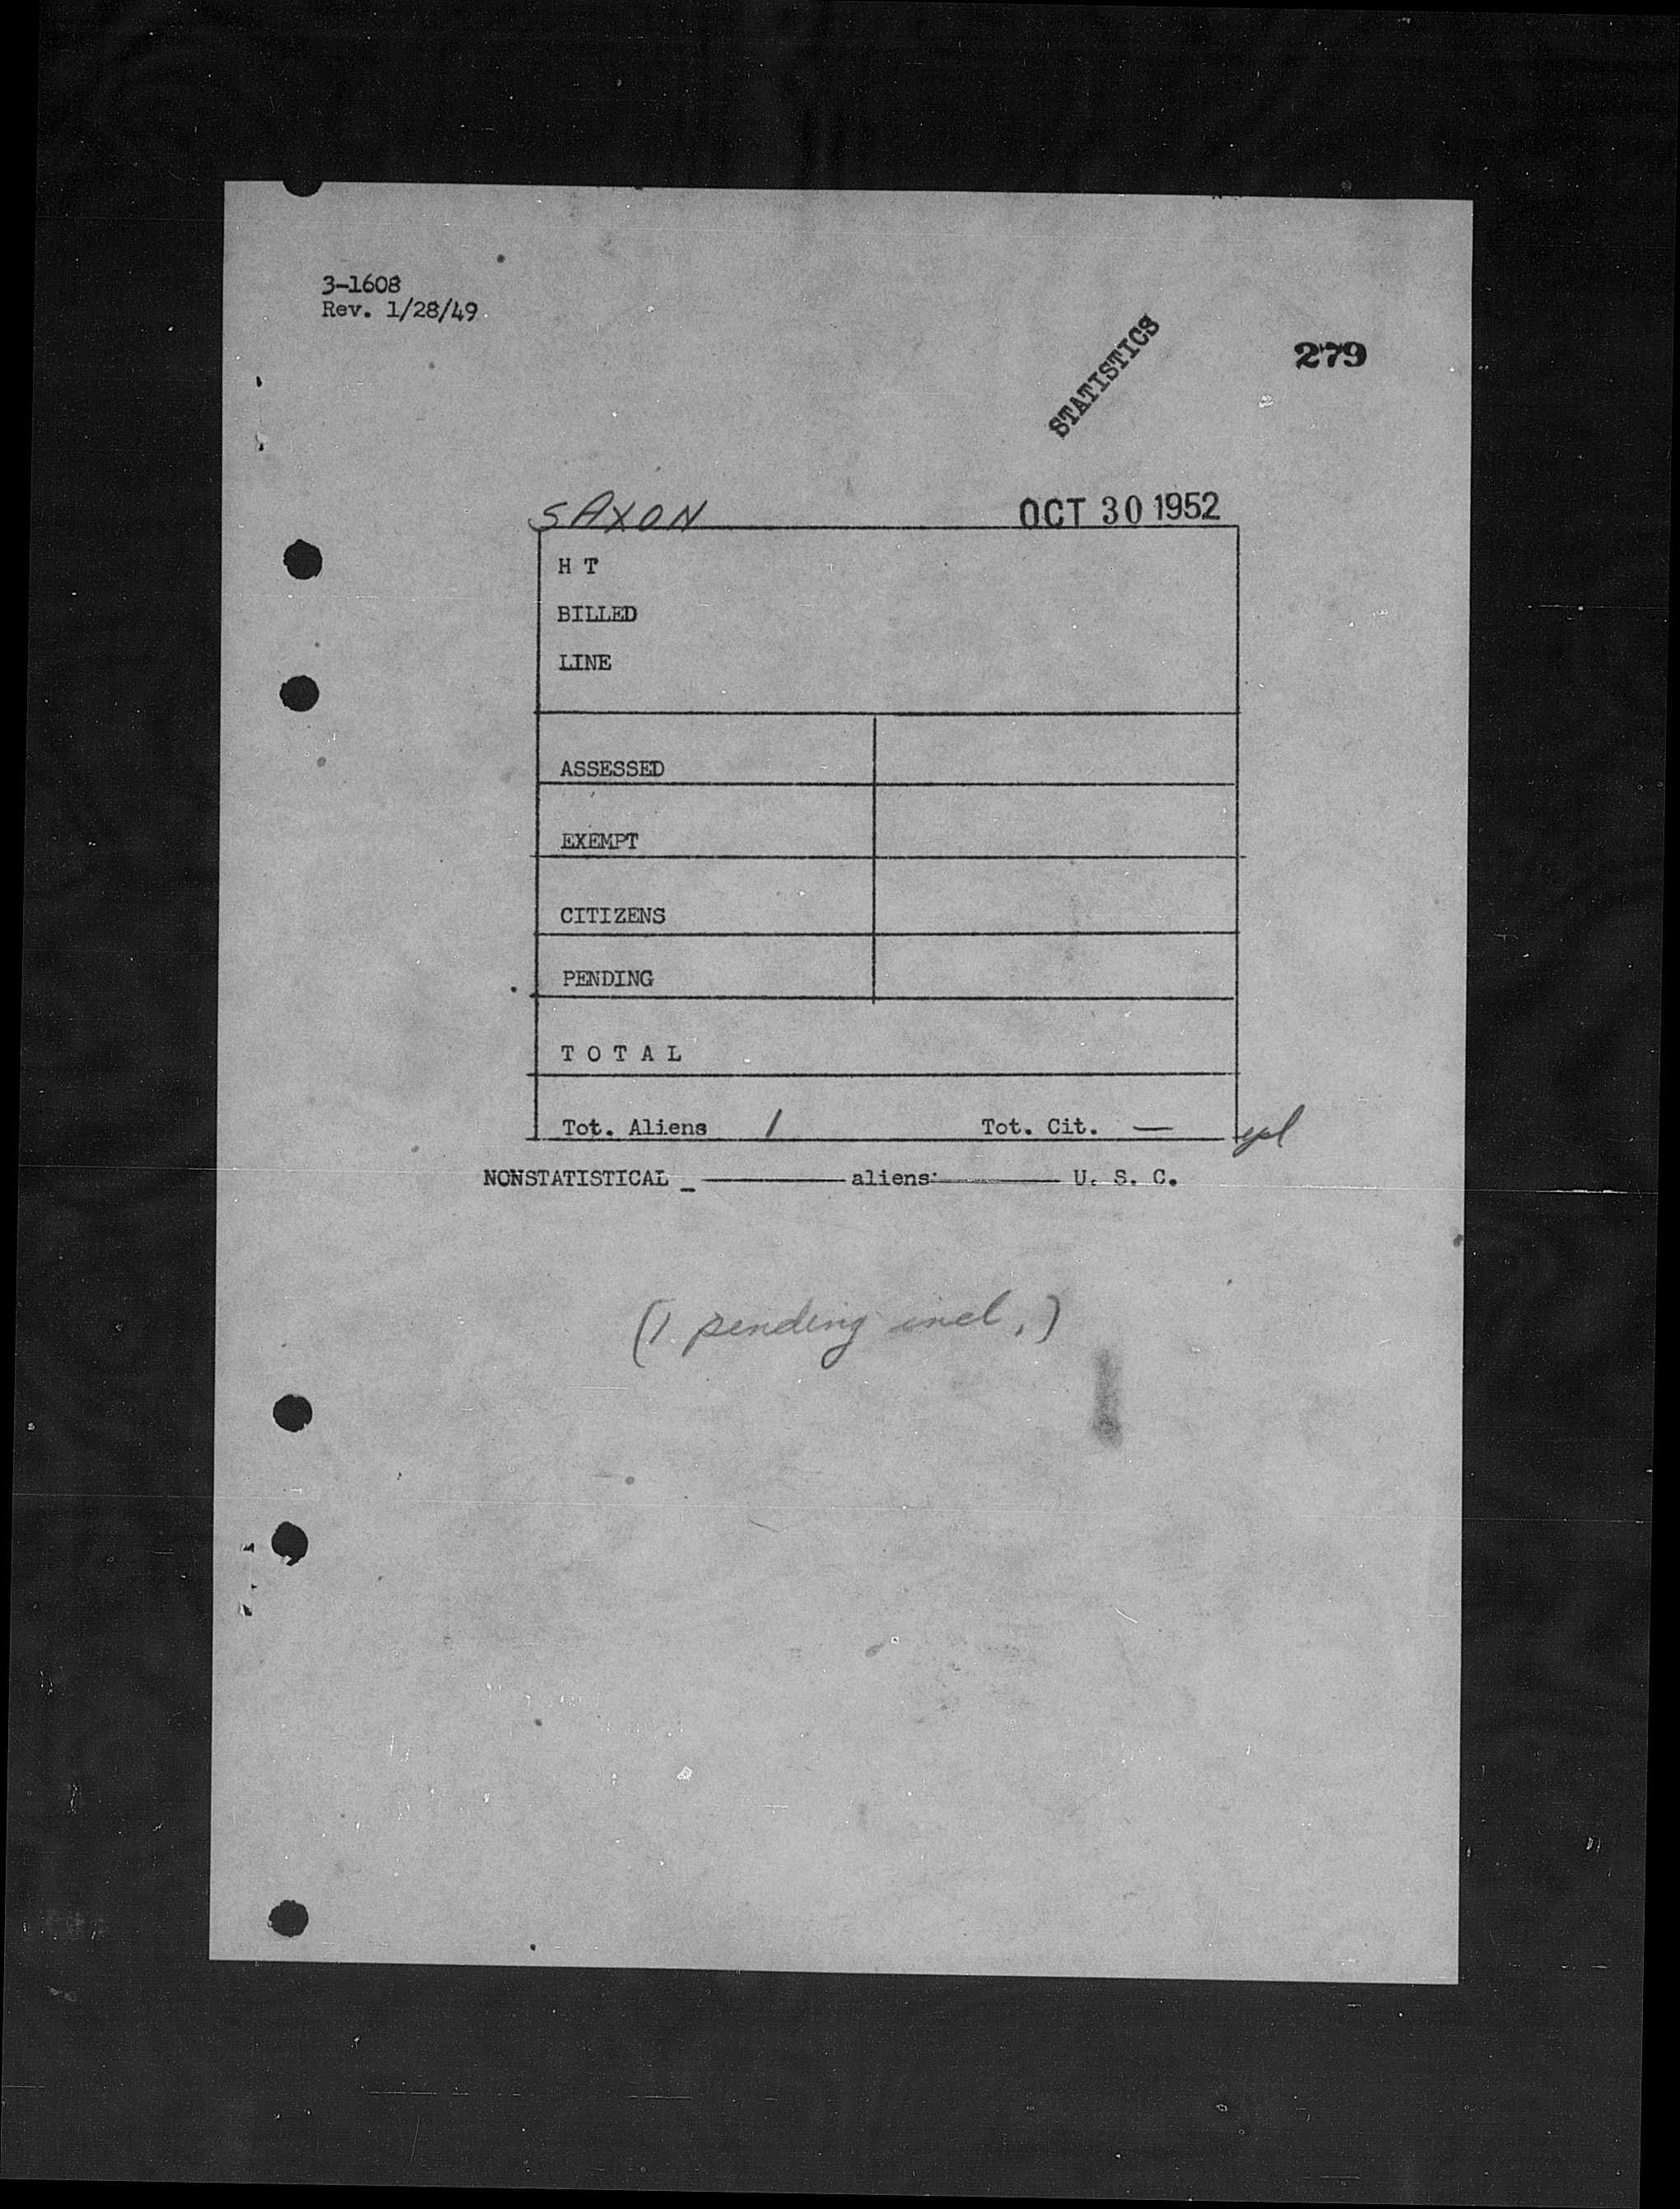 3-1608
Rev. 1/28/49
STATISTICS
279
SAXON OCT 30 1952
H T
BILLED
LINE
ASSESSED
EXEMPT
CITIZENS
PENDING
T O T A L
Tot. Aliens 1 Tot. Cit. —
NONSTATISTICAL _ aliens U. S. C.
(1 pending incl.)